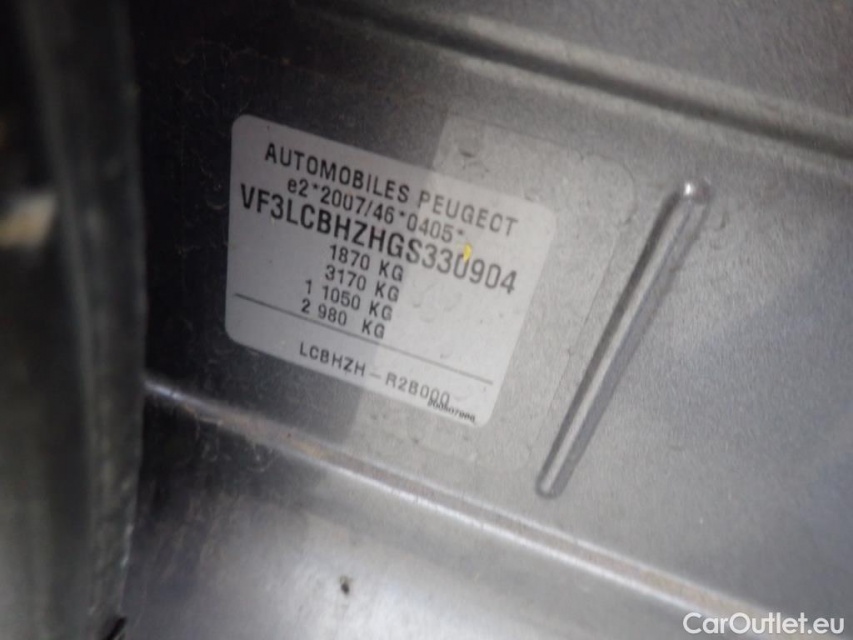 AUTOMOBILES PEUGEOT
e2*2007/46*0405*
VF3LCBHZHGS330904
1870 KG
3170 KG
1 1050 KG
2 980 KG
LCBHZH-R2B000
CarOutlet.eu